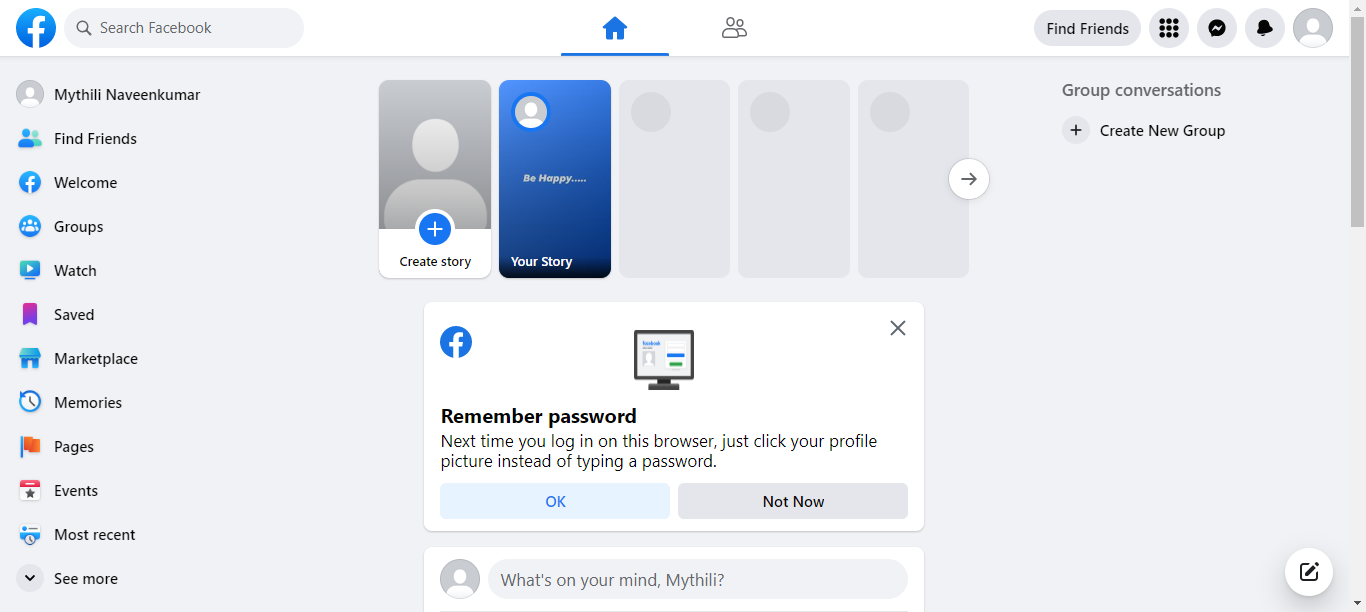 Search Facebook
Find Friends
Mythili Naveenkumar
Find Friends
Welcome
Groups
Watch
Saved
Marketplace
Memories
Pages
Events
Most recent
See more
Create story
Be Happy.....
Your Story
facebook
Remember password
Next time you log in on this browser, just click your profile
picture instead of typing a password.
OK
Not Now
What's on your mind, Mythili?
Group conversations
Create New Group